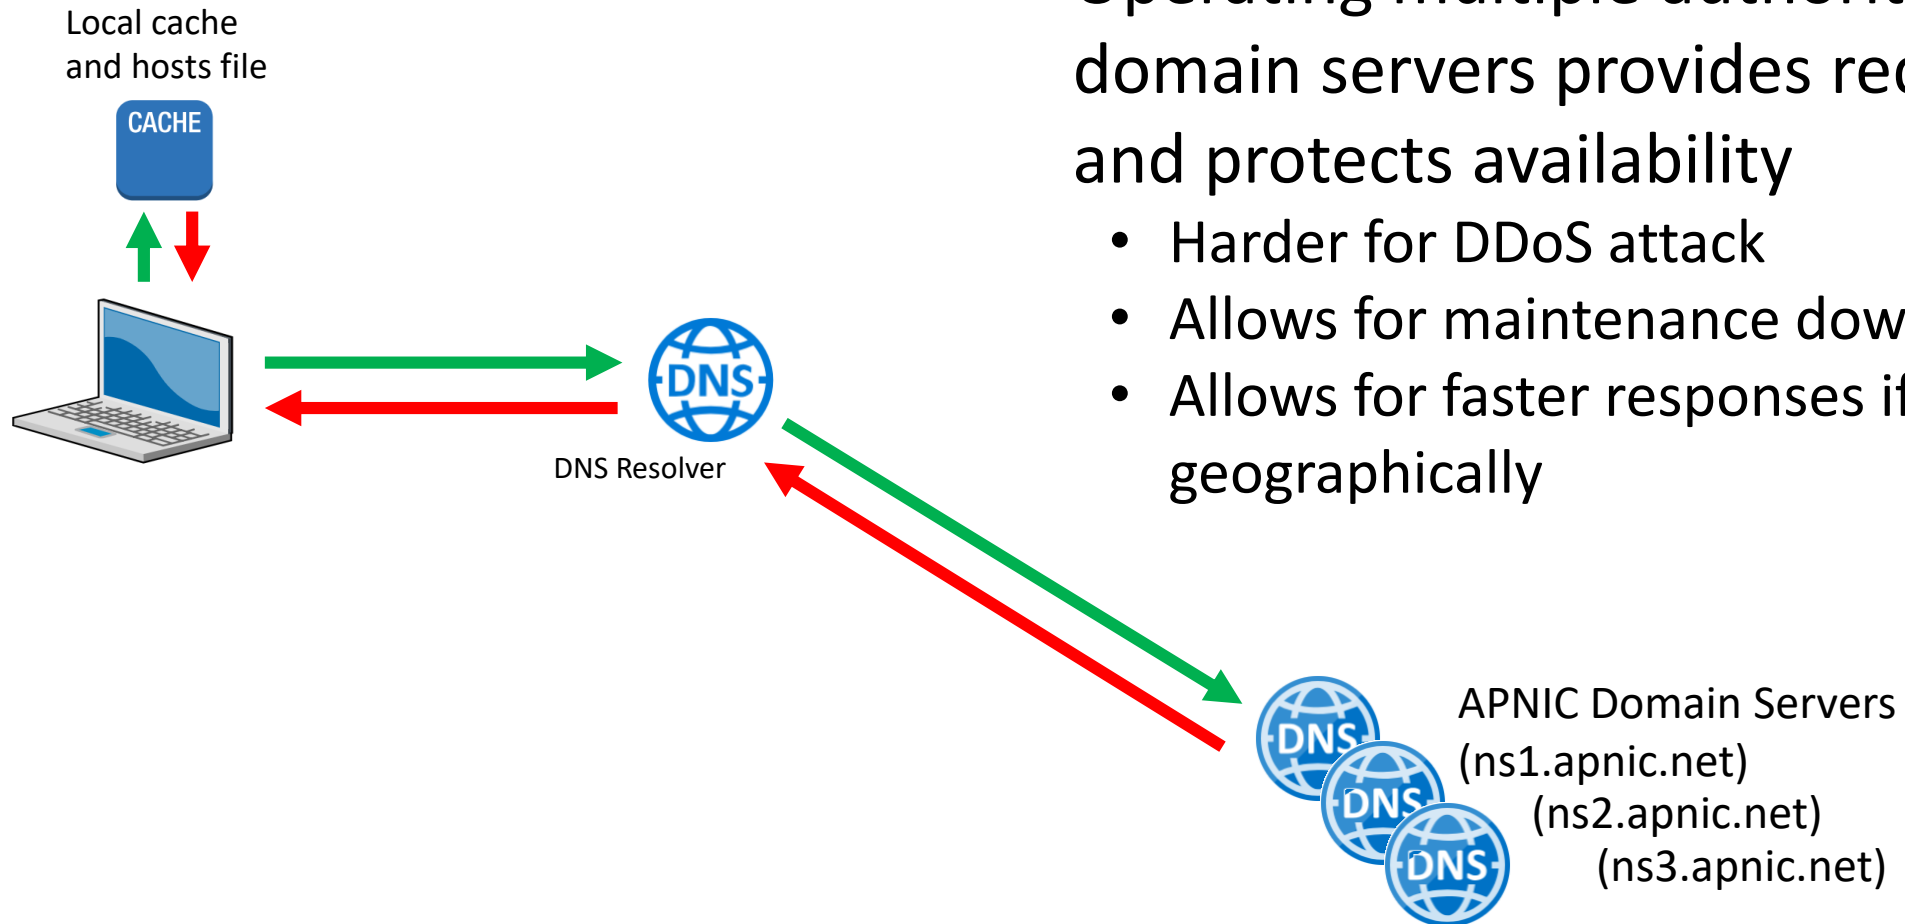 Local cache
and hosts file
CACHE
domain servers provides
and protects availability
• Harder for DDoS attack
• Allows for maintenance
• Allows for faster responses
geographically
DNS
DNS Resolver
APNIC Domain Servers
(ns1.apnic.net)
(ns2.apnic.net)
(ns3.apnic.net)
DNS
DNS
DNS